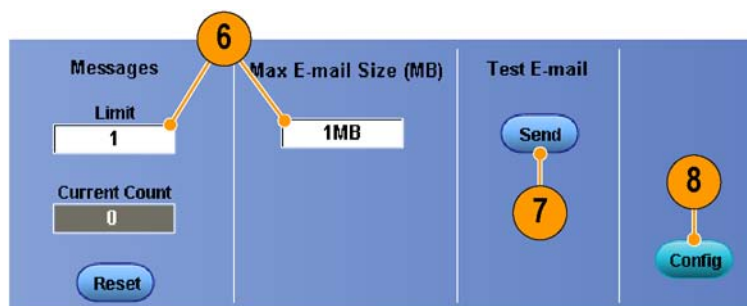 6
Messages
Max E-mail Size (MB)
Test E-mail
Limit
1
1MB
Send
Current Count
0
7
8
Reset
Config